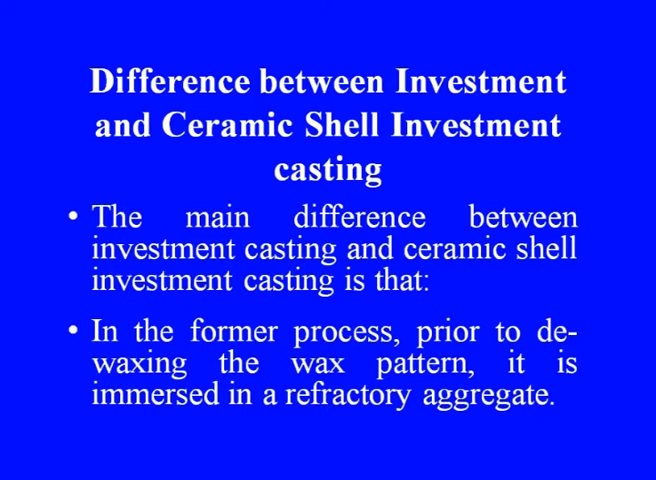 Difference between Investment
and Ceramic Shell Investment
casting
• The main difference between
investment casting and ceramic shell
investment casting is that:
• In the former process, prior to de-
waxing the wax pattern, it is
immersed in a refractory aggregate.